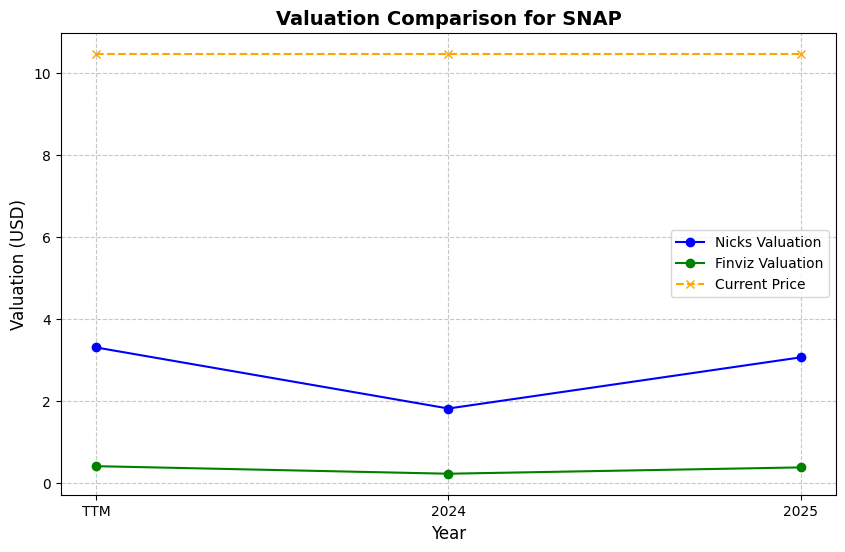 Valuation Comparison for SNAP
Valuation (USD)
10
8
6
4
2
0
Nicks Valuation
Finviz Valuation
Current Price
TTM
2024
2025
Year